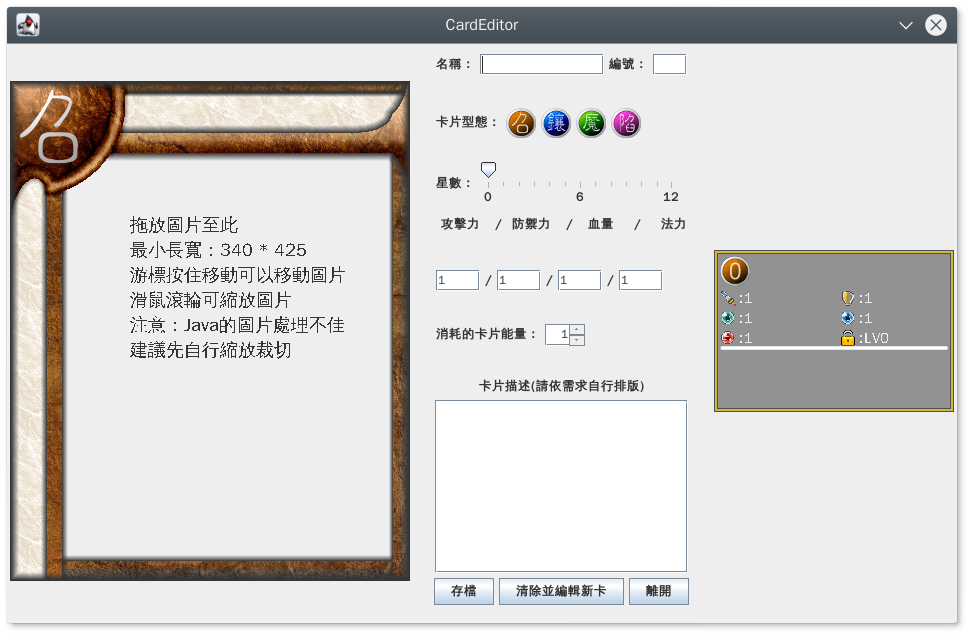 CardEditor
名稱：
編號：
召
卡片型態：
召 鑲 魔 陷
星數：
0 6 12
攻擊力 / 防禦力 / 血量 / 法力
拖放圖片至此
最小長寬：340 * 425
游標按住移動可以移動圖片
滑鼠滾輪可縮放圖片
注意：Java的圖片處理不佳
建議先自行縮放裁切
1 / 1 / 1 / 1
消耗的卡片能量： 1
0
:1 :1
:1 :1
:1 :LV0
卡片描述(請依需求自行排版)
存檔 清除並編輯新卡 離開